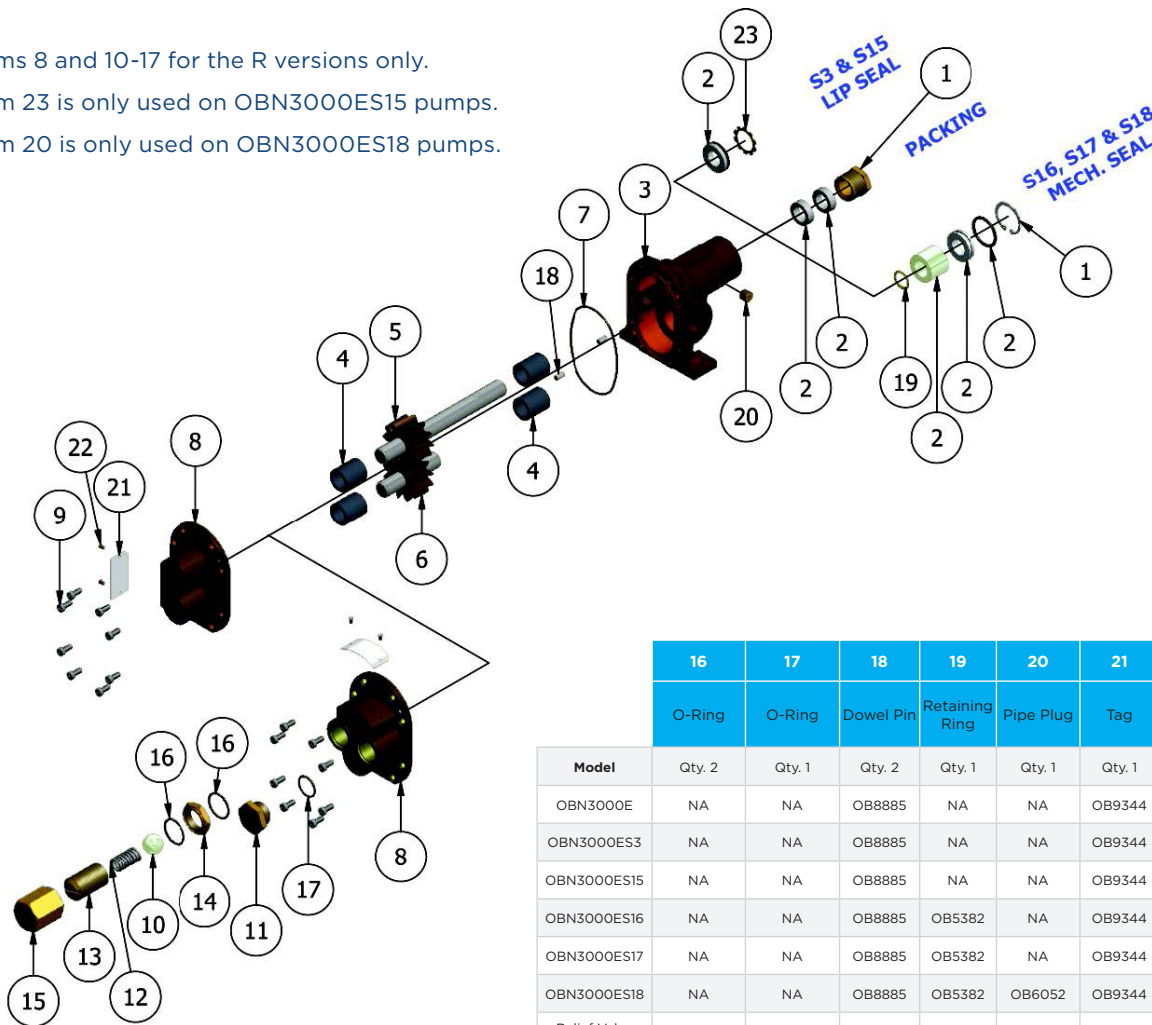 ms 8 and 10-17 for the R versions only.
m 23 is only used on OBN3000ES15 pumps.
m 20 is only used on OBN3000ES18 pumps.
23
2
S3 & S15
LIP SEAL
1
PACKING
S16, S17 & S18
MECH. SEAL
3
7
18
5
4
2
2
1
2
19
2
20
2
8
4
22
21
9
6
16
16
17
8
14
11
10
13
12
15
16 17 18 19 20 21
O-Ring O-Ring Dowel Pin Retaining Ring Pipe Plug Tag
Model Qty. 2 Qty. 1 Qty. 2 Qty. 1 Qty. 1 Qty. 1
OBN3000E NA NA OB8885 NA NA OB9344
OBN3000ES3 NA NA OB8885 NA NA OB9344
OBN3000ES15 NA NA OB8885 NA NA OB9344
OBN3000ES16 NA NA OB8885 OB5382 NA OB9344
OBN3000ES17 NA NA OB8885 OB5382 NA OB9344
OBN3000ES18 NA NA OB8885 OB5382 OB6052 OB9344